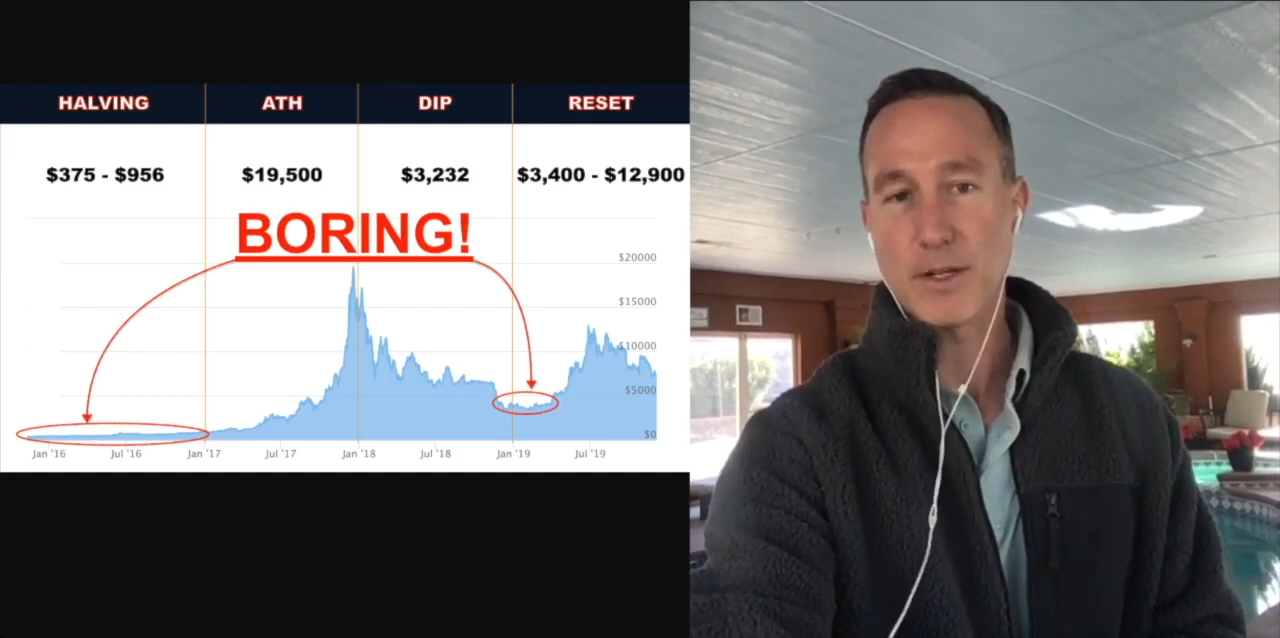 HALVING ATH DIP RESET
$375 - $956 $19,500 $3,232 $3,400 - $12,900
BORING!
$20000
$15000
$10000
$5000
$0
Jan '16 Jul '16 Jan '17 Jul '17 Jan '18 Jul '18 Jan '19 Jul '19